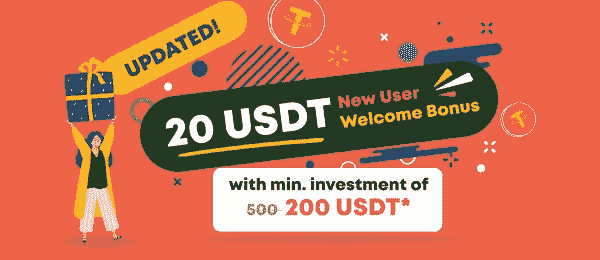 UPDATED!
20 USDT New User
Welcome Bonus
with min. investment of
500 200 USDT*